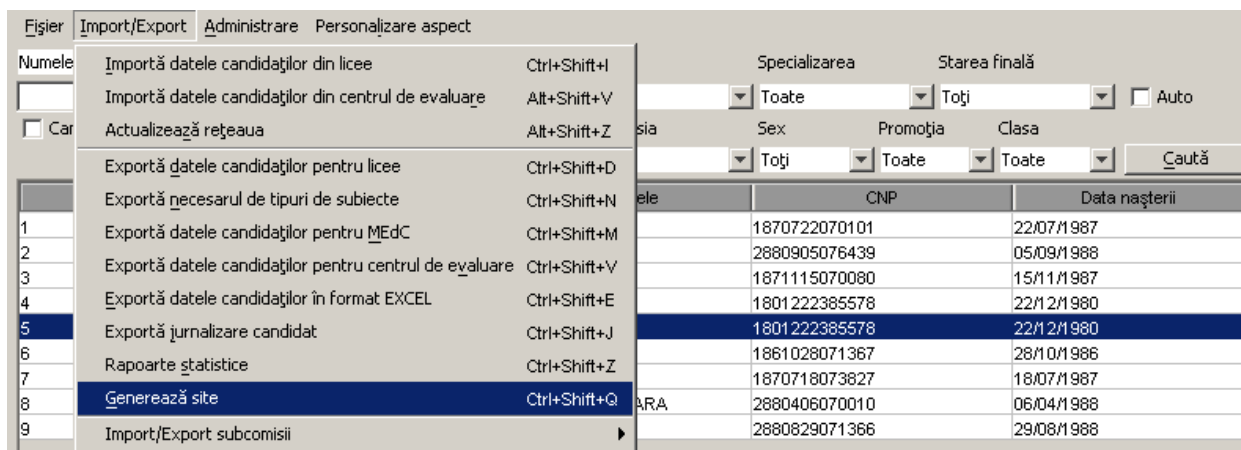 Fişier Import/Export Administrare Personalizare aspect
Numele Specializarea Starea finală
Importă datele candidaţilor din licee Ctrl+Shift+I
Toate Toţi Auto
Importă datele candidaţilor din centrul de evaluare Alt+Shift+V
Car Actualizează reţeaua Alt+Shift+Z sia Sex Promoţia Clasa
Exportă datele candidaţilor pentru licee Ctrl+Shift+D Toţi Toate Toate Caută
Exportă necesarul de tipuri de subiecte Ctrl+Shift+N ele CNP Data naşterii
1 1870722070101 22/07/1987
Exportă datele candidaţilor pentru MEdC Ctrl+Shift+M
2 2880905076439 05/09/1988
Exportă datele candidaţilor pentru centrul de evaluare Ctrl+Shift+V
3 1871115070080 15/11/1987
Exportă datele candidaţilor în format EXCEL Ctrl+Shift+E
4 1801222385578 22/12/1980
Exportă jurnalizare candidat Ctrl+Shift+J
5 1801222385578 22/12/1980
6 1861028071367 28/10/1986
Rapoarte statistice Ctrl+Shift+Z
7 1870718073827 18/07/1987
Generează site Ctrl+Shift+Q
8 ARA 2880406070010 06/04/1988
9 2880829071366 29/08/1988
Import/Export subcomisii